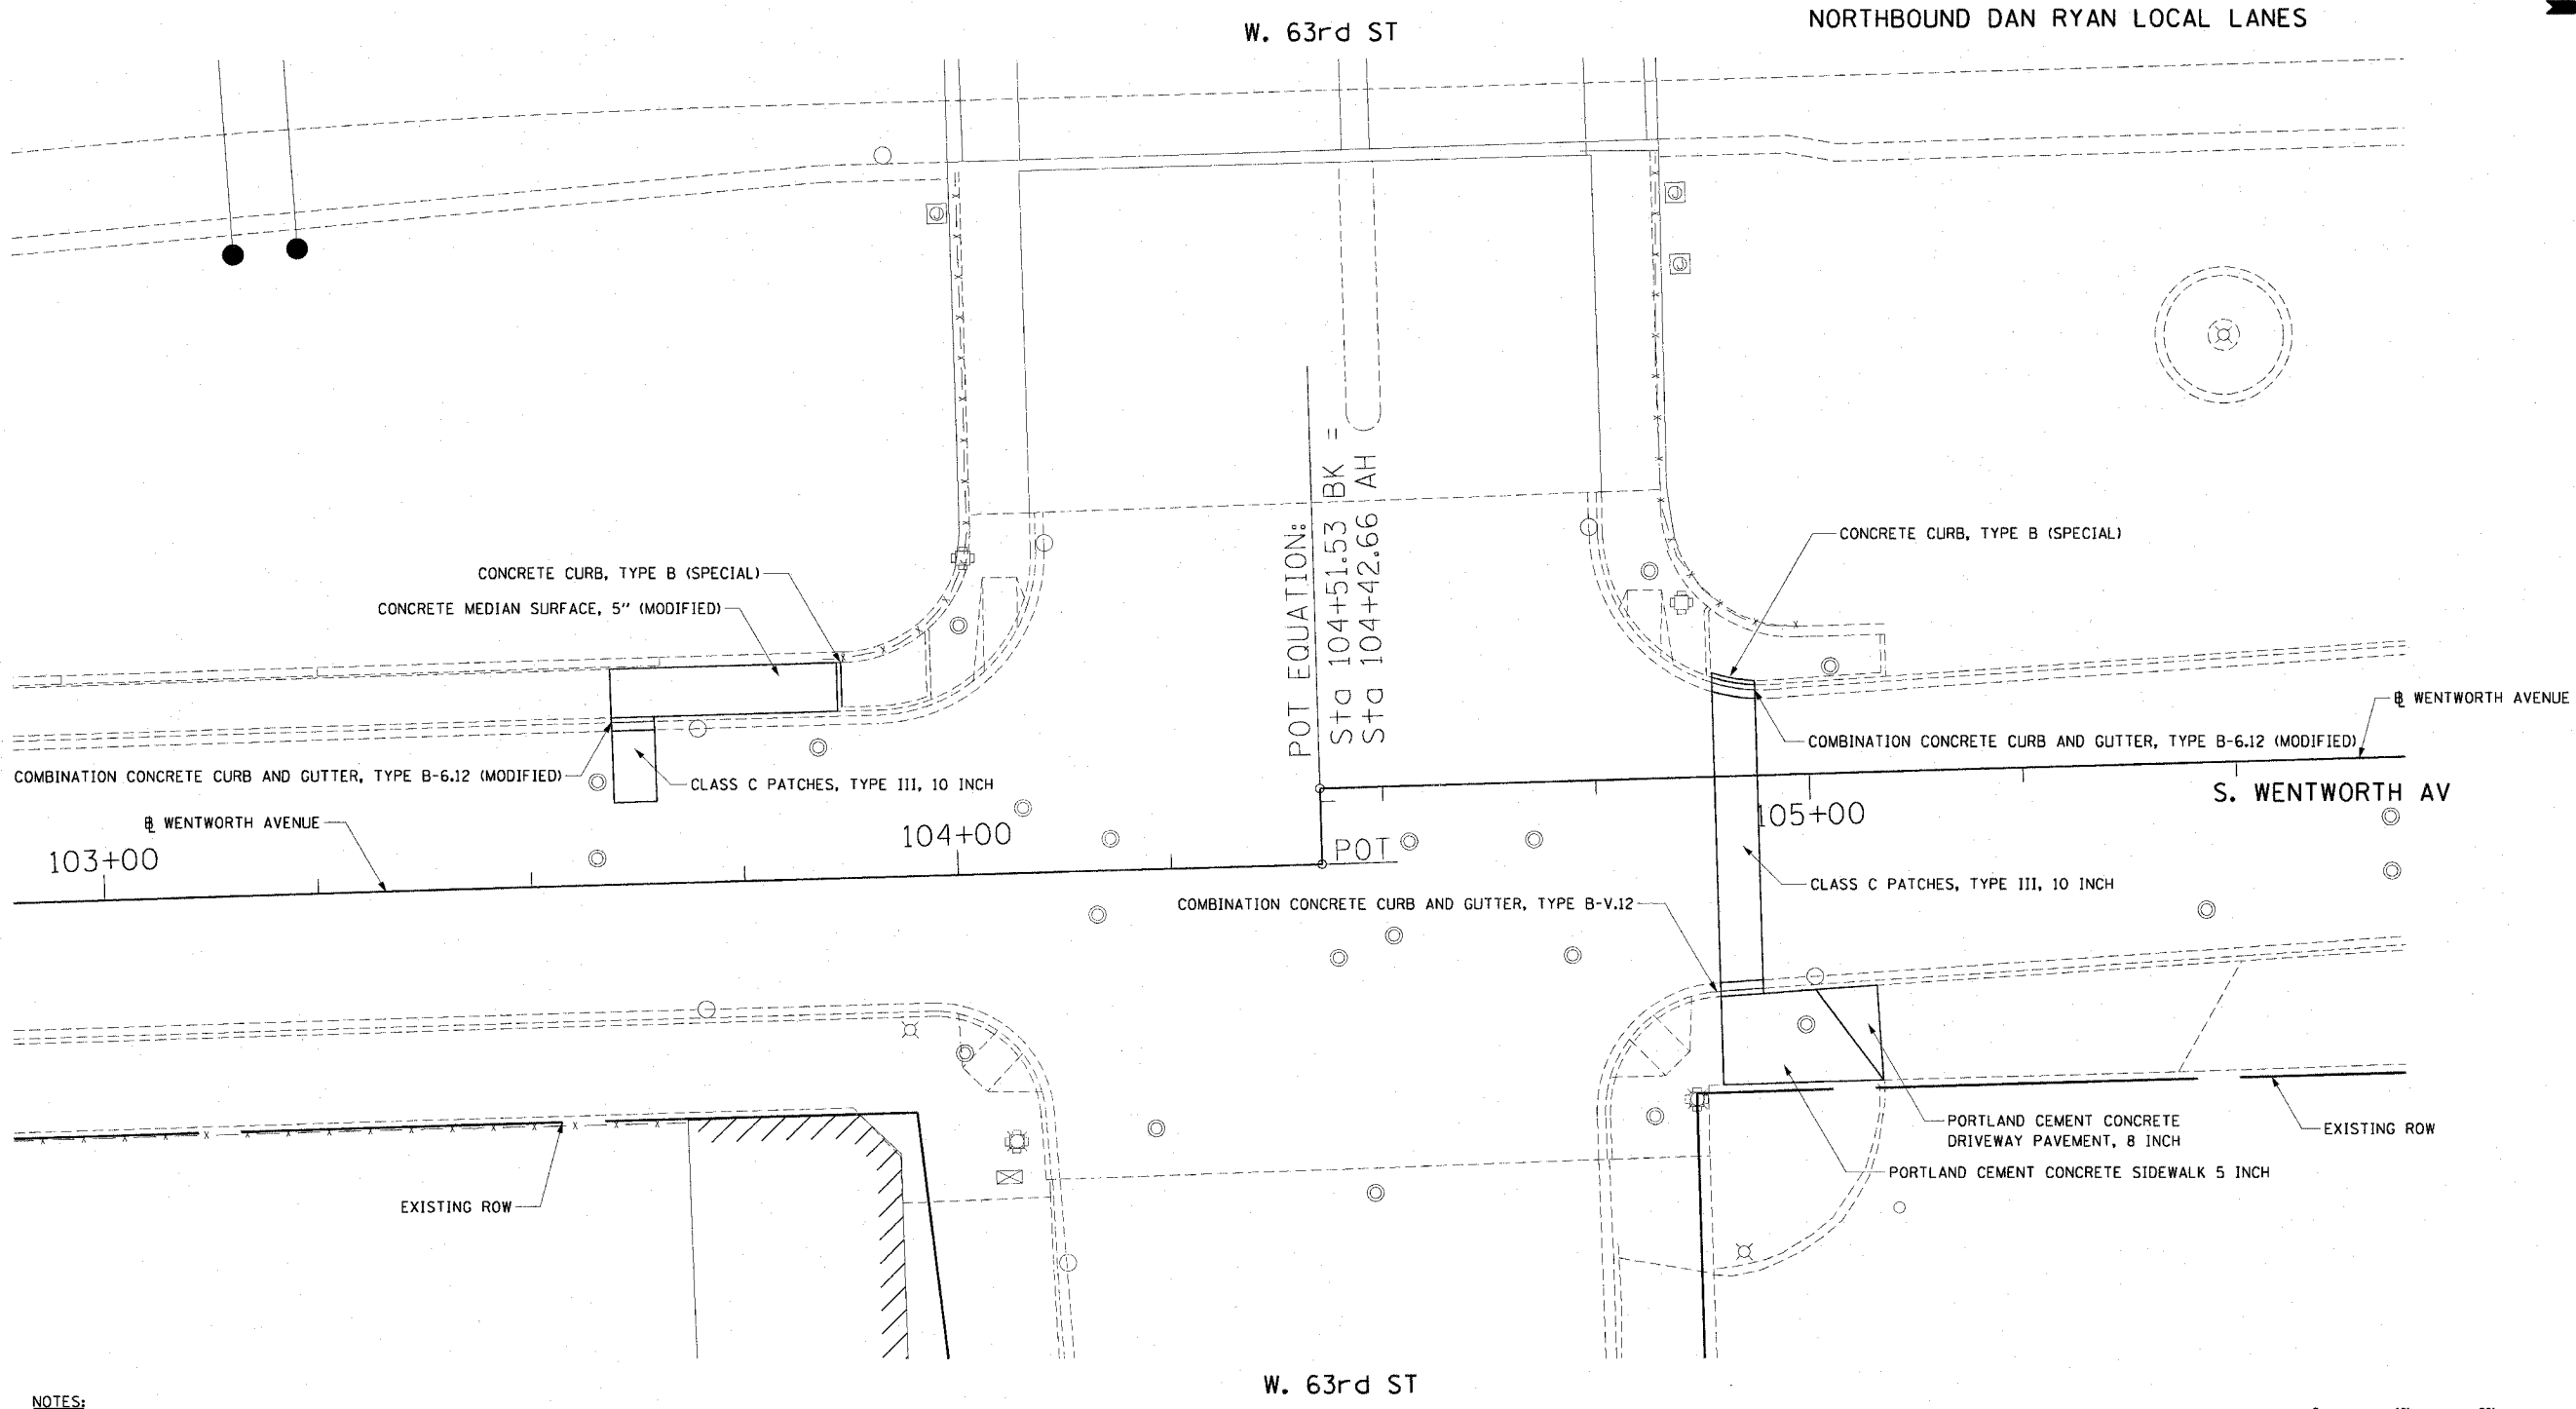 W. 63rd ST
NORTHBOUND DAN RYAN LOCAL LANES
CONCRETE CURB, TYPE B (SPECIAL)
CONCRETE MEDIAN SURFACE, 5" (MODIFIED)
COMBINATION CONCRETE CURB AND GUTTER, TYPE B-6.12 (MODIFIED)
CLASS C PATCHES, TYPE III, 10 INCH
℄ WENTWORTH AVENUE
103+00
104+00
POT EQUATION:
Sta 104+51.53 BK =
Sta 104+42.66 AH (
POT
CONCRETE CURB, TYPE B (SPECIAL)
℄ WENTWORTH AVENUE
COMBINATION CONCRETE CURB AND GUTTER, TYPE B-6.12 (MODIFIED)
S. WENTWORTH AV
105+00
CLASS C PATCHES, TYPE III, 10 INCH
COMBINATION CONCRETE CURB AND GUTTER, TYPE B-V.12
PORTLAND CEMENT CONCRETE
DRIVEWAY PAVEMENT, 8 INCH
EXISTING ROW
PORTLAND CEMENT CONCRETE SIDEWALK 5 INCH
EXISTING ROW
W. 63rd ST
NOTES: